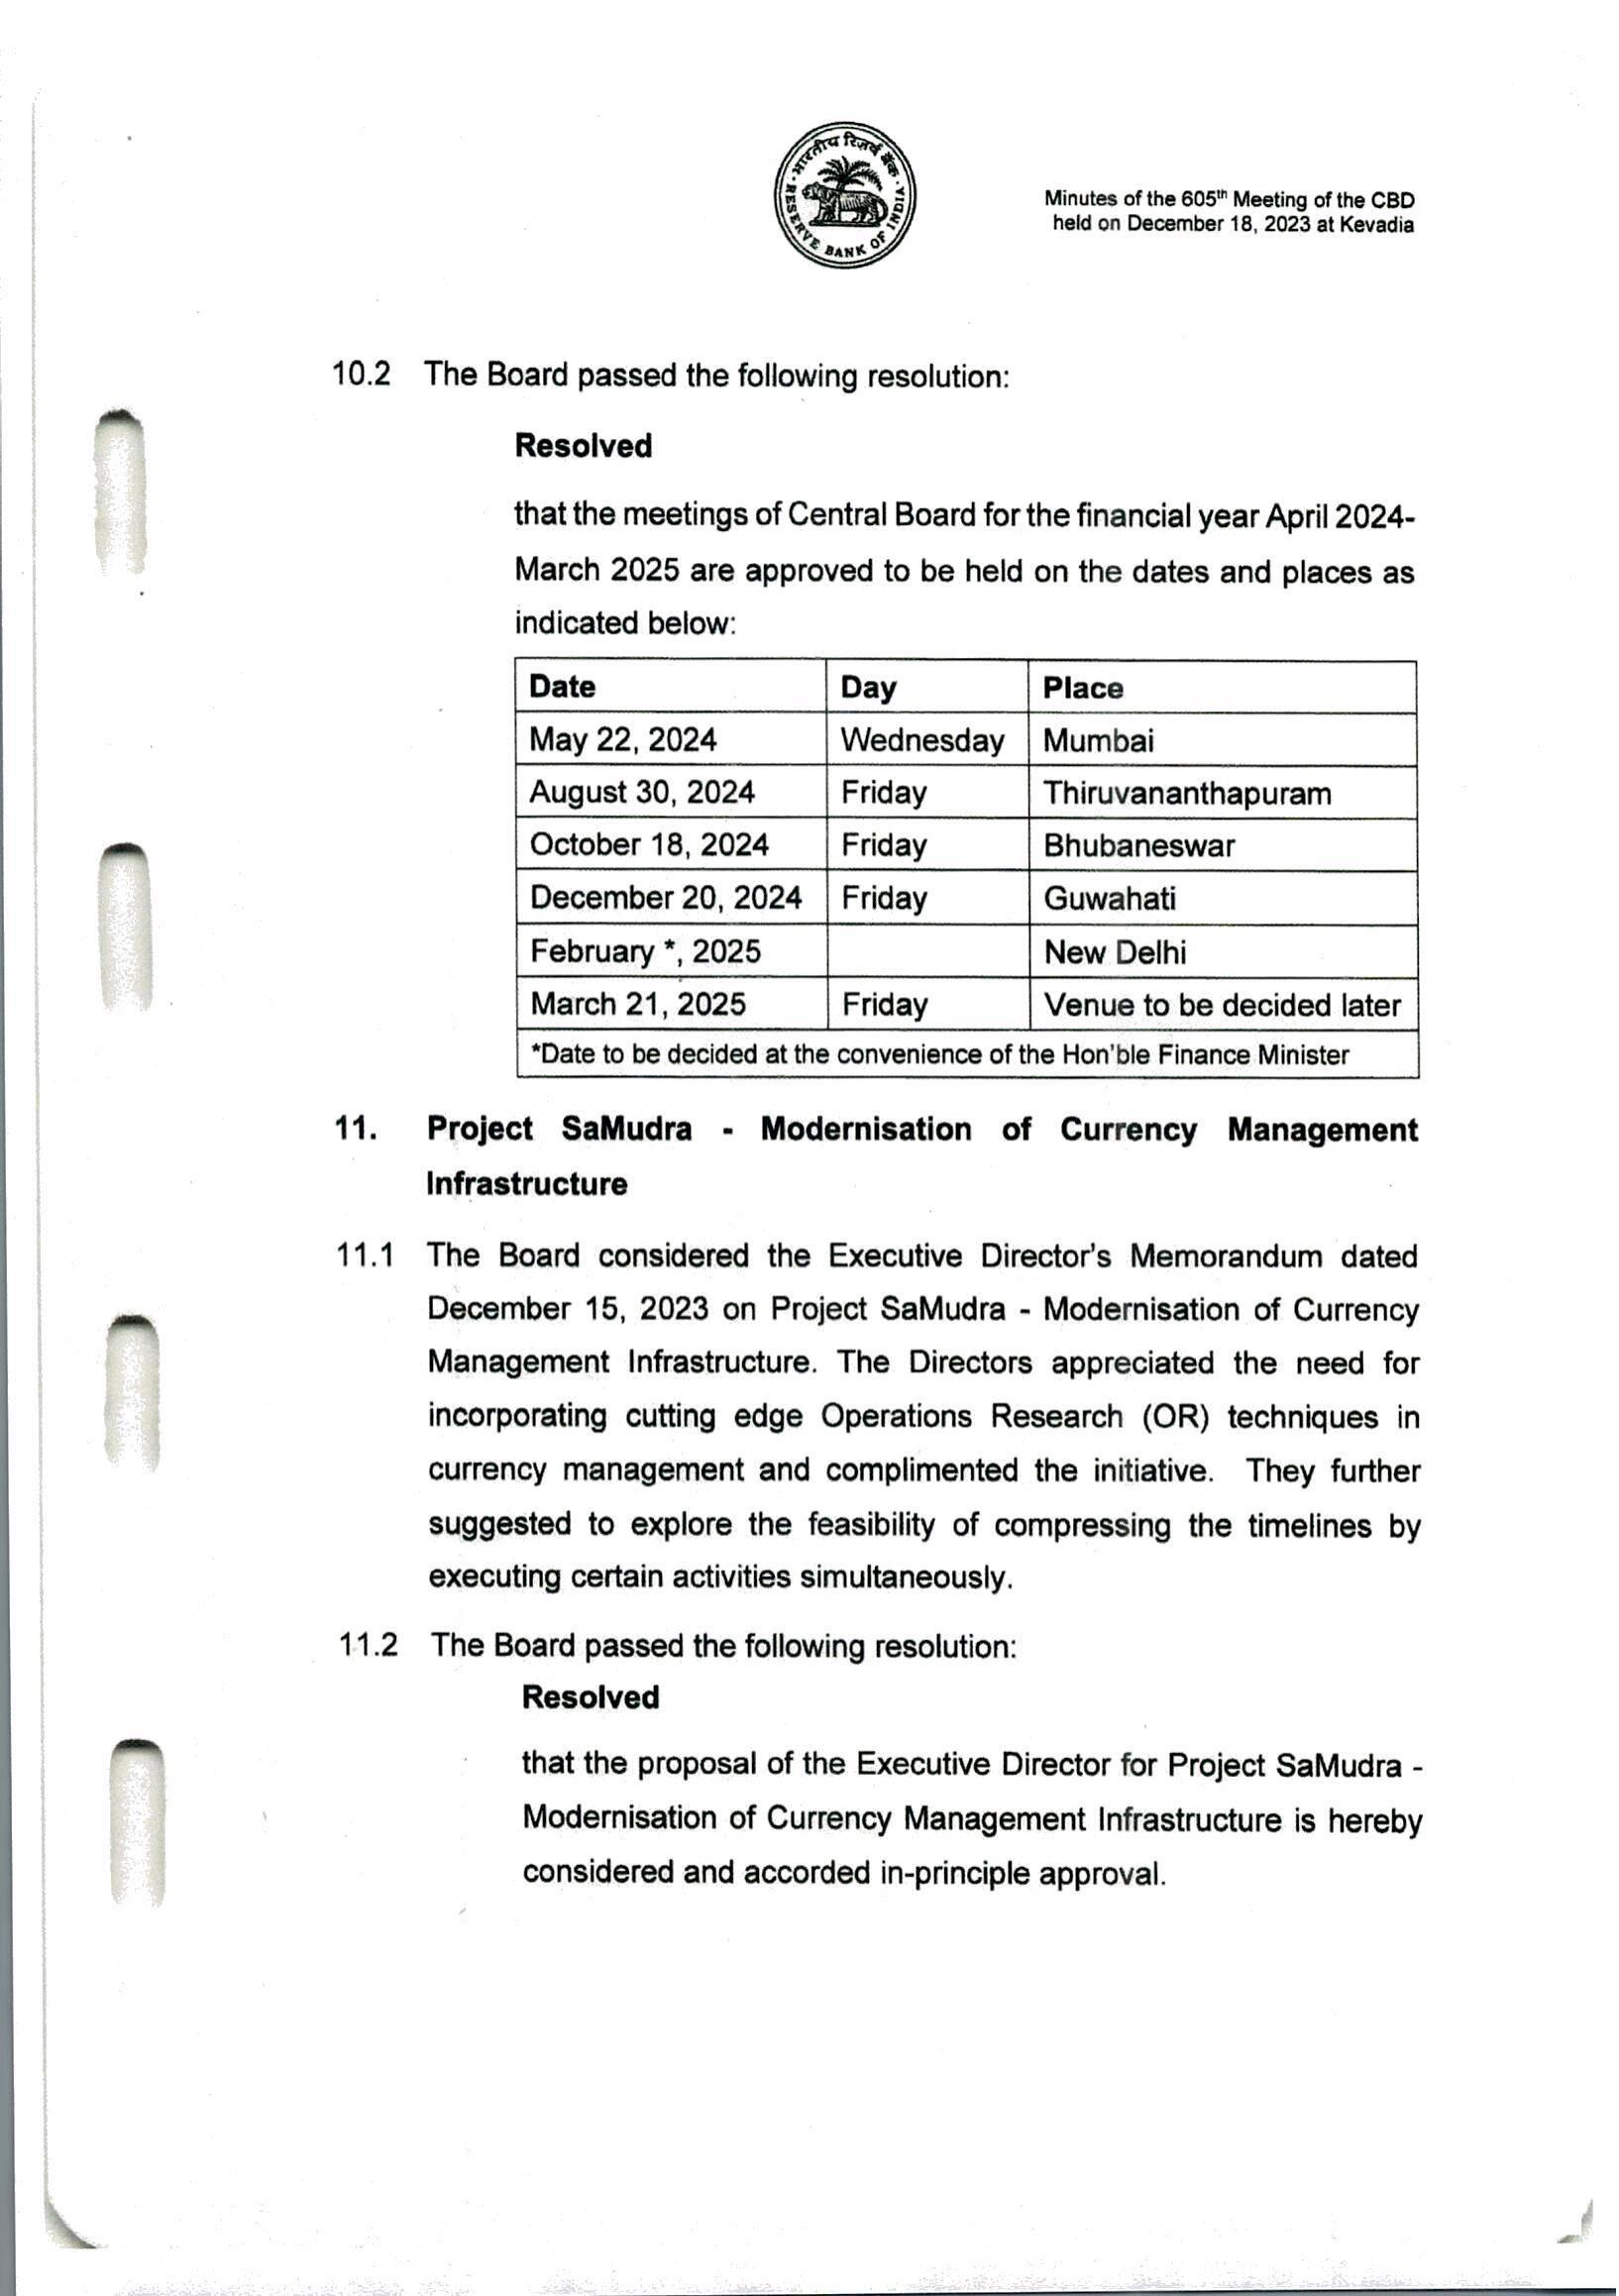 भारतीय रिज़र्व बैंक
RESERVE BANK OF INDIA
Minutes of the 605th Meeting of the CBD
held on December 18, 2023 at Kevadia
10.2 The Board passed the following resolution:
Resolved
that the meetings of Central Board for the financial year April 2024-
March 2025 are approved to be held on the dates and places as
indicated below:
Date Day Place
May 22, 2024 Wednesday Mumbai
August 30, 2024 Friday Thiruvananthapuram
October 18, 2024 Friday Bhubaneswar
December 20, 2024 Friday Guwahati
February *, 2025 New Delhi
March 21, 2025 Friday Venue to be decided later
*Date to be decided at the convenience of the Hon'ble Finance Minister
11. Project SaMudra - Modernisation of Currency Management
Infrastructure
11.1 The Board considered the Executive Director's Memorandum dated
December 15, 2023 on Project SaMudra - Modernisation of Currency
Management Infrastructure. The Directors appreciated the need for
incorporating cutting edge Operations Research (OR) techniques in
currency management and complimented the initiative. They further
suggested to explore the feasibility of compressing the timelines by
executing certain activities simultaneously.
11.2 The Board passed the following resolution:
Resolved
that the proposal of the Executive Director for Project SaMudra -
Modernisation of Currency Management Infrastructure is hereby
considered and accorded in-principle approval.